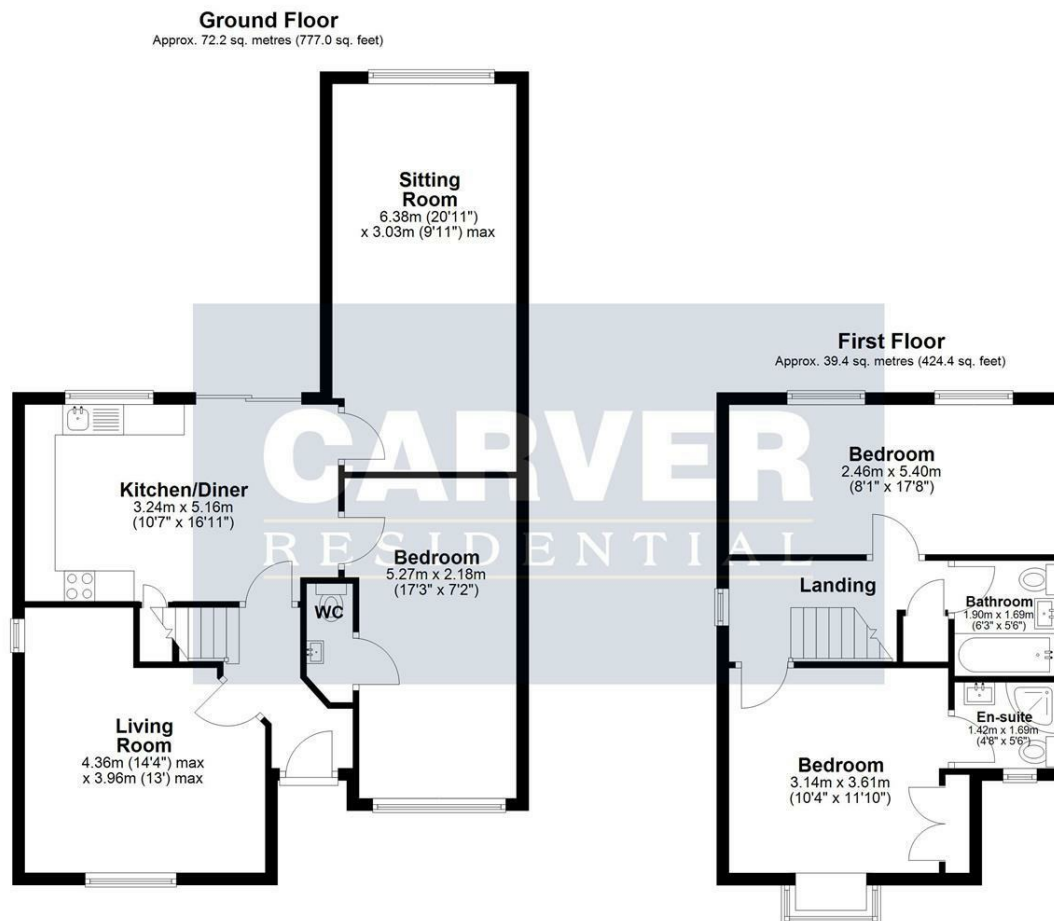 Ground Floor
Approx. 72.2 sq. metres (777.0 sq. feet)
Sitting
Room
6.38m (20'11")
x 3.03m (9'11") max
Kitchen/Diner
3.24m x 5.16m
(10'7" x 16'11")
Bedroom
5.27m x 2.18m
(17'3" x 7'2")
WC
Living
Room
4.36m (14'4") max
x 3.96m (13') max
CARVER
RESIDENTIAL
First Floor
Approx. 39.4 sq. metres (424.4 sq. feet)
Bedroom
2.46m x 5.40m
(8'1" x 17'8")
Landing
Bathroom
1.90m x 1.69m
(6'3" x 5'6")
En-suite
1.42m x 1.69m
(4'8" x 5'6")
Bedroom
3.14m x 3.61m
(10'4" x 11'10")